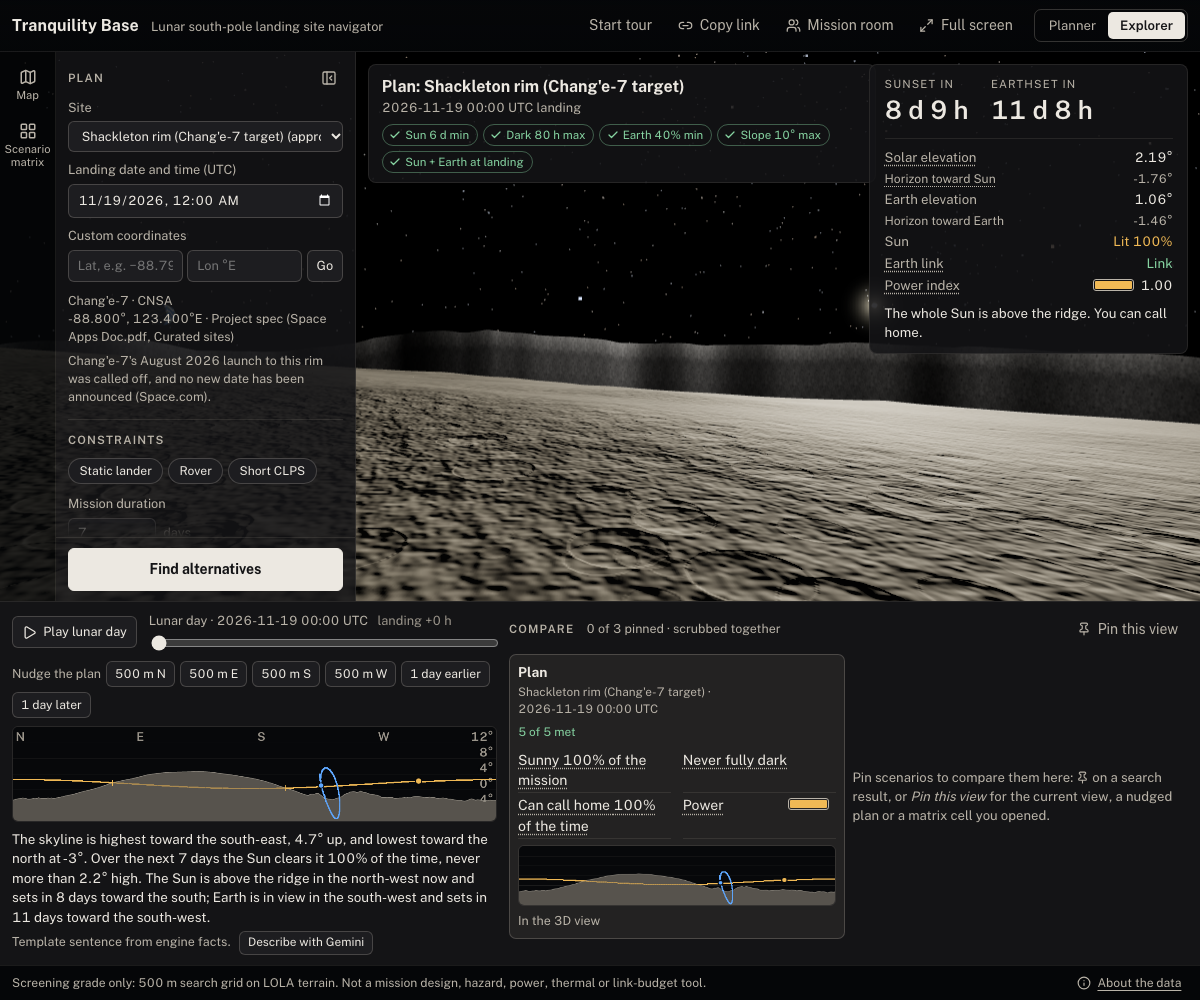 Tranquility Base
Lunar south-pole landing site navigator
Start tour
Copy link
Mission room
Full screen
Planner
Explorer
Map
Scenario
matrix
PLAN
Site
Shackleton rim (Chang'e-7 target) (appro
Landing date and time (UTC)
11/19/2026, 12:00 AM
Custom coordinates
Lat, e.g. −88.79
Lon °E
Go
Chang'e-7 · CNSA
-88.800°, 123.400°E · Project spec (Space
Apps Doc.pdf, Curated sites)
Chang'e-7's August 2026 launch to this rim
was called off, and no new date has been
announced (Space.com).
CONSTRAINTS
Static lander
Rover
Short CLPS
Mission duration
7
days
Find alternatives
Plan: Shackleton rim (Chang'e-7 target)
2026-11-19 00:00 UTC landing
Sun 6 d min
Dark 80 h max
Earth 40% min
Slope 10° max
Sun + Earth at landing
SUNSET IN
EARTHSET IN
8 d 9 h
11 d 8 h
Solar elevation 2.19°
Horizon toward Sun -1.76°
Earth elevation 1.06°
Horizon toward Earth -1.46°
Sun Lit 100%
Earth link Link
Power index 1.00
The whole Sun is above the ridge. You can call
home.
Play lunar day
Lunar day · 2026-11-19 00:00 UTC landing +0 h
Nudge the plan
500 m N
500 m E
500 m S
500 m W
1 day earlier
1 day later
N E S W 12°
8°
4°
0°
-4°
The skyline is highest toward the south-east, 4.7° up, and lowest toward the
north at -3°. Over the next 7 days the Sun clears it 100% of the time, never
more than 2.2° high. The Sun is above the ridge in the north-west now and
sets in 8 days toward the south; Earth is in view in the south-west and sets in
11 days toward the south-west.
Template sentence from engine facts.
Describe with Gemini
COMPARE
0 of 3 pinned · scrubbed together
Pin this view
Plan
Shackleton rim (Chang'e-7 target) ·
2026-11-19 00:00 UTC
5 of 5 met
Sunny 100% of the
mission
Never fully dark
Can call home 100%
of the time
Power
In the 3D view
Pin scenarios to compare them here: on a search
result, or Pin this view for the current view, a nudged
plan or a matrix cell you opened.
Screening grade only: 500 m search grid on LOLA terrain. Not a mission design, hazard, power, thermal or link-budget tool.
About the data